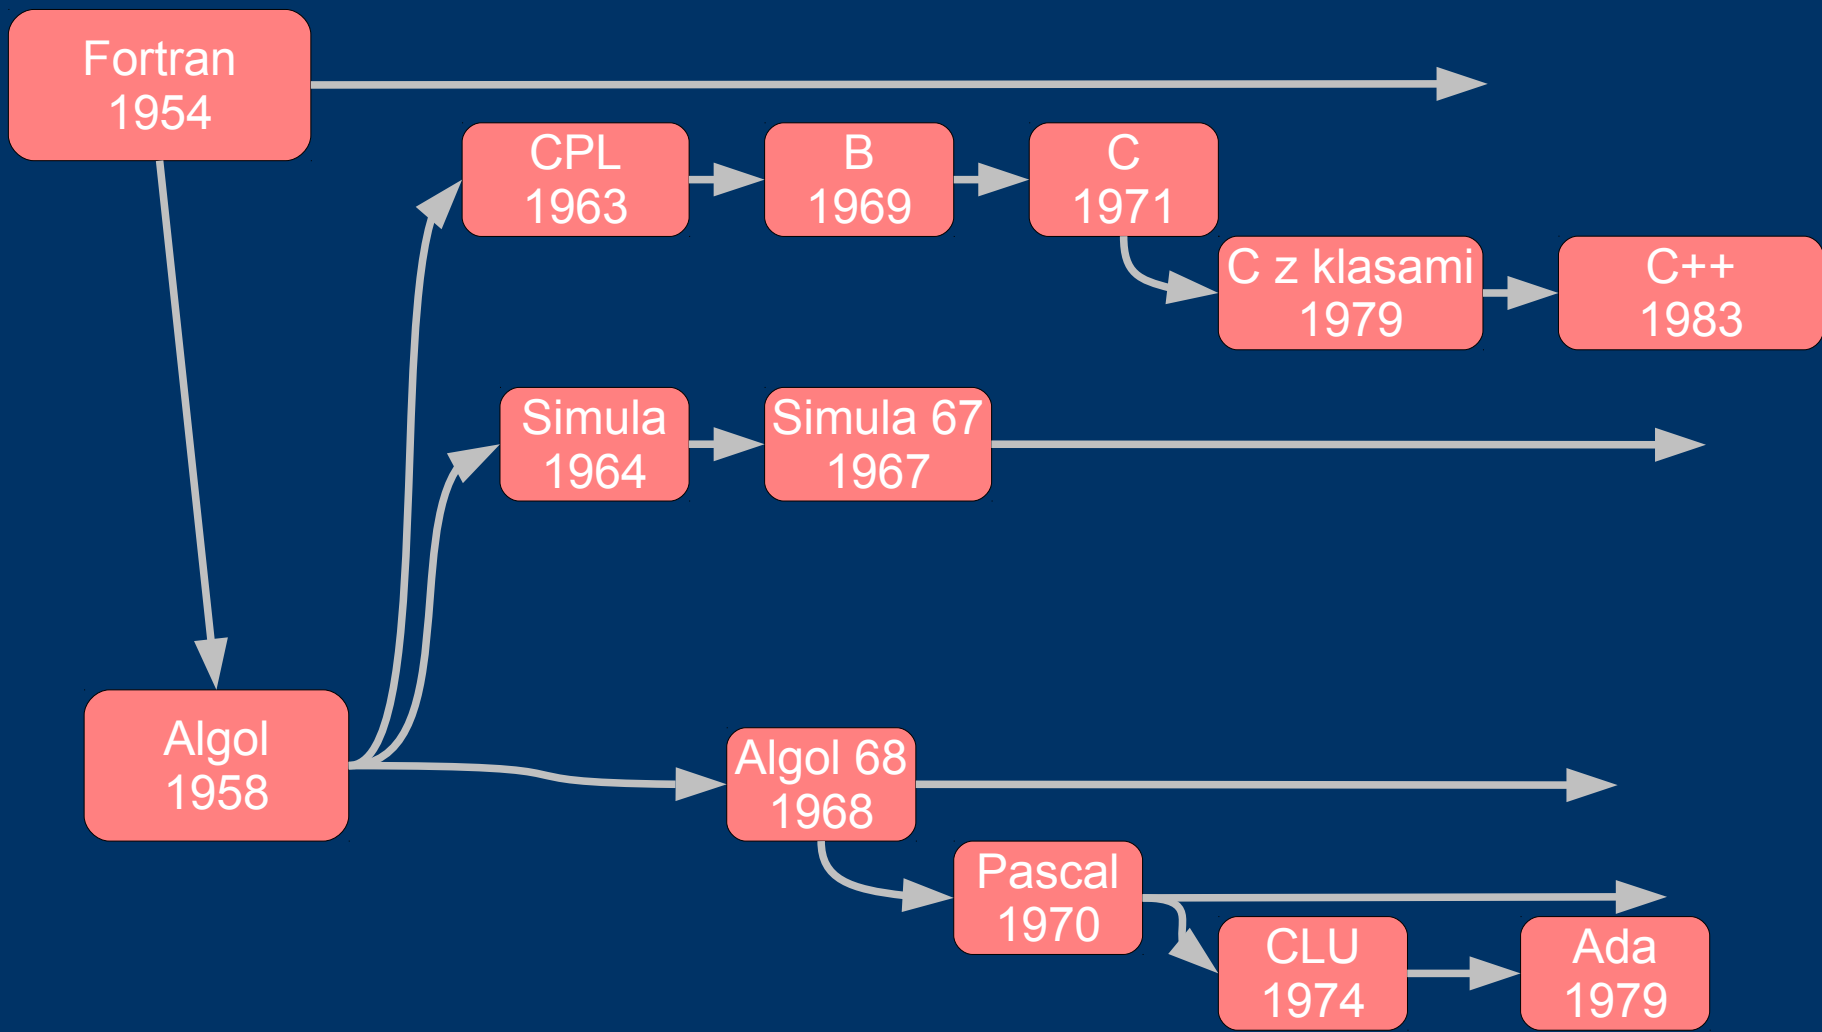 Fortran
1954
CPL
1963
B
1969
C
1971
C z klasami
1979
C++
1983
Simula
1964
Simula 67
1967
Algol
1958
Algol 68
1968
Pascal
1970
CLU
1974
Ada
1979